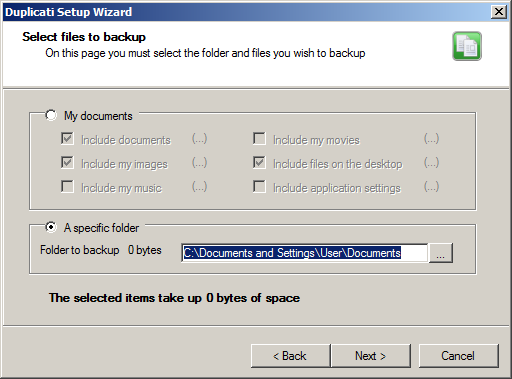 Duplicati Setup Wizard
Select files to backup
On this page you must select the folder and files you wish to backup
My documents
Include documents (...) Include my movies (...)
Include my images (...) Include files on the desktop (...)
Include my music (...) Include application settings (...)
A specific folder
Folder to backup 0 bytes C:\Documents and Settings\User\Documents ...
The selected items take up 0 bytes of space
< Back Next > Cancel